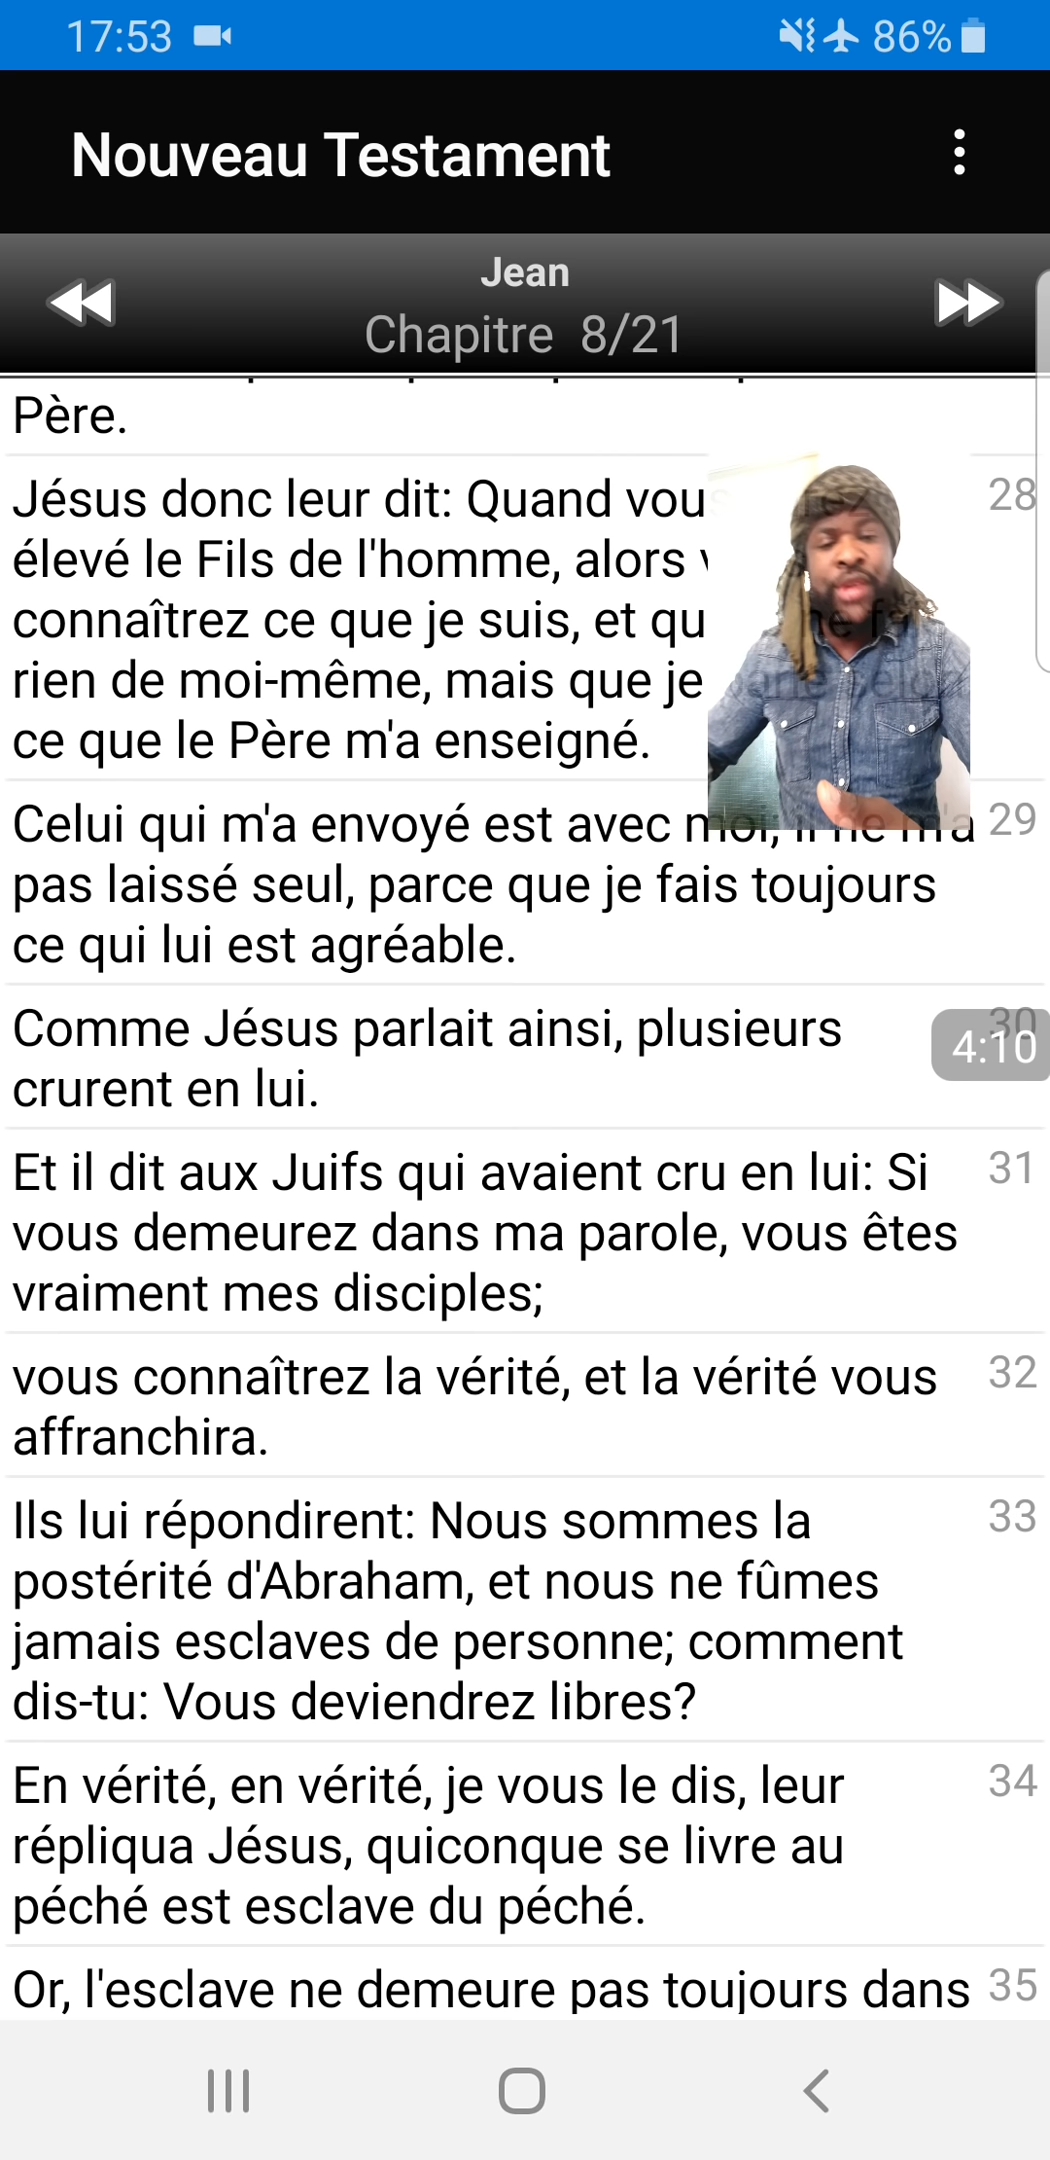 17:53 86%
Nouveau Testament
Jean
Chapitre 8/21
Père.
Jésus donc leur dit: Quand vous 28
élevé le Fils de l'homme, alors
connaîtrez ce que je suis, et qu
rien de moi-même, mais que je
ce que le Père m'a enseigné.
Celui qui m'a envoyé est avec moi, il ne m'a 29
pas laissé seul, parce que je fais toujours
ce qui lui est agréable.
Comme Jésus parlait ainsi, plusieurs 30
4:10
crurent en lui.
Et il dit aux Juifs qui avaient cru en lui: Si 31
vous demeurez dans ma parole, vous êtes
vraiment mes disciples;
vous connaîtrez la vérité, et la vérité vous 32
affranchira.
Ils lui répondirent: Nous sommes la 33
postérité d'Abraham, et nous ne fûmes
jamais esclaves de personne; comment
dis-tu: Vous deviendrez libres?
En vérité, en vérité, je vous le dis, leur 34
répliqua Jésus, quiconque se livre au
péché est esclave du péché.
Or, l'esclave ne demeure pas toujours dans 35